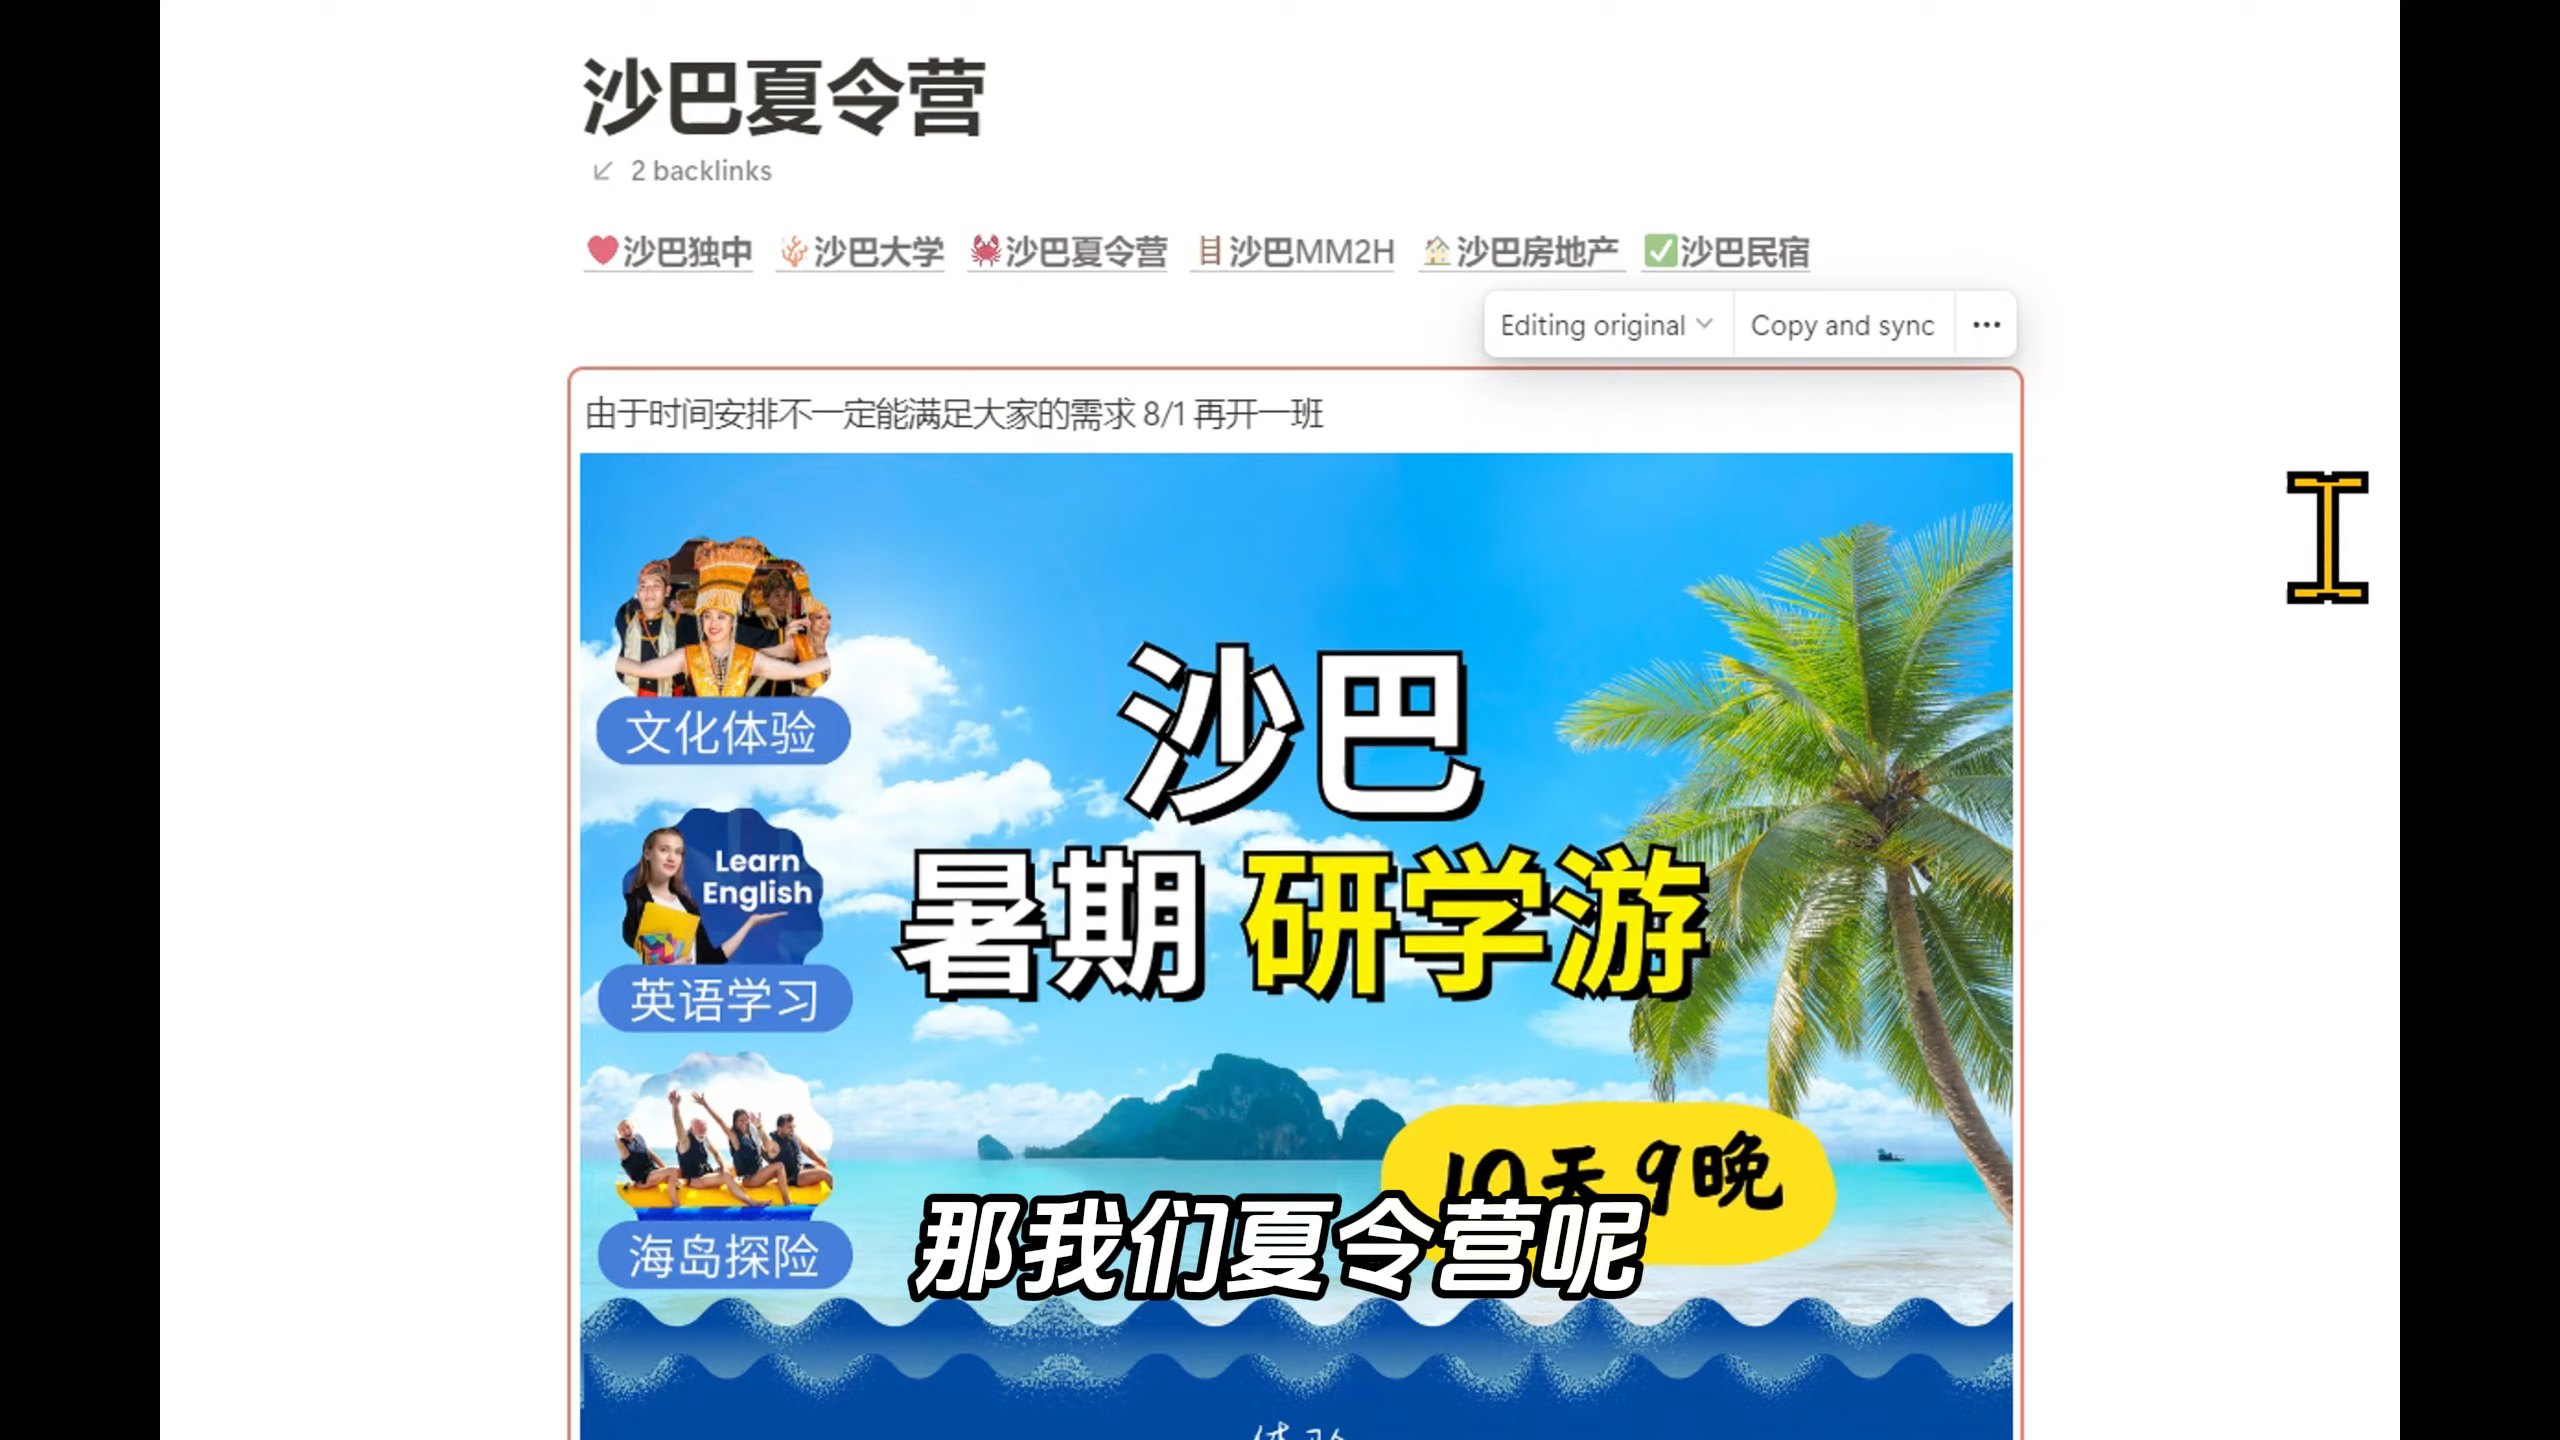 沙巴夏令营
2 backlinks
沙巴独中 沙巴大学 沙巴夏令营 沙巴MM2H 沙巴房地产 沙巴民宿
Editing original Copy and sync
由于时间安排不一定能满足大家的需求 8/1 再开一班
沙巴
暑期 研学游
文化体验
Learn
English
英语学习
海岛探险
10天9晚
那我们夏令营呢